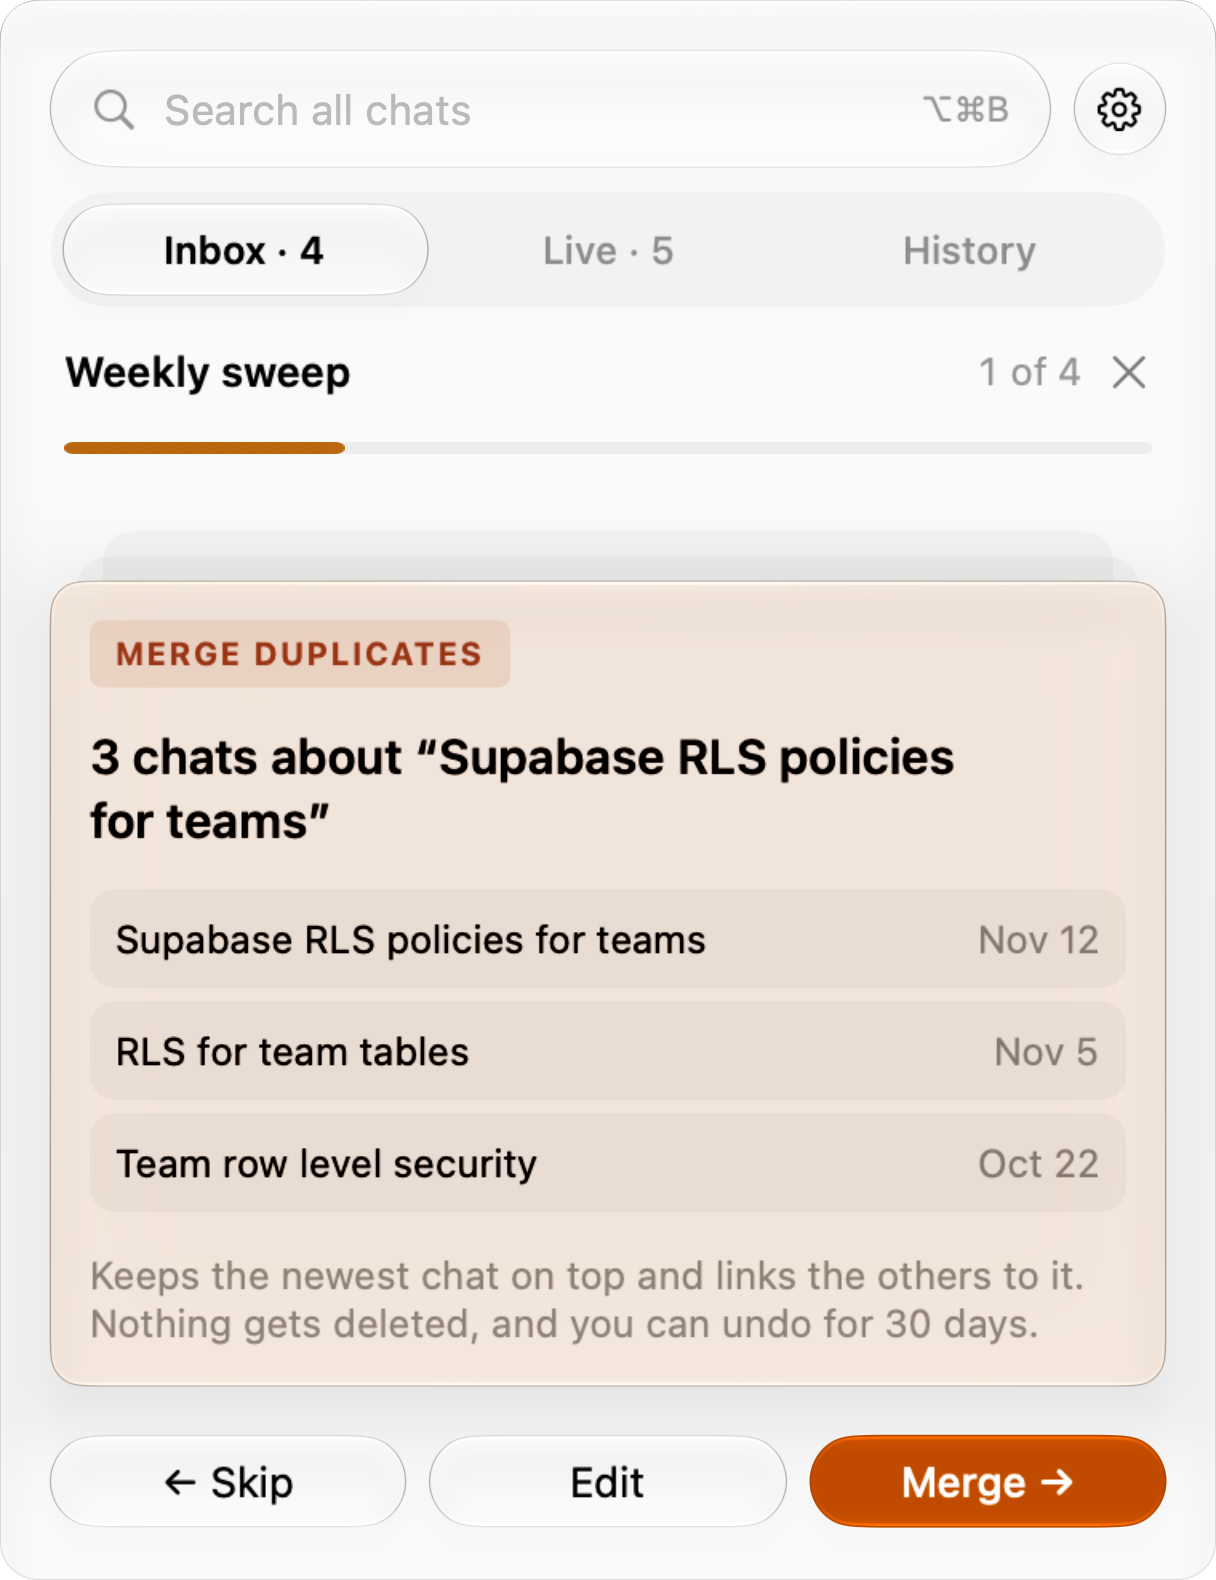 Search all chats ⌥⌘B
Inbox · 4 Live · 5 History
Weekly sweep 1 of 4
MERGE DUPLICATES
3 chats about “Supabase RLS policies
for teams”
Supabase RLS policies for teams Nov 12
RLS for team tables Nov 5
Team row level security Oct 22
Keeps the newest chat on top and links the others to it.
Nothing gets deleted, and you can undo for 30 days.
← Skip Edit Merge →